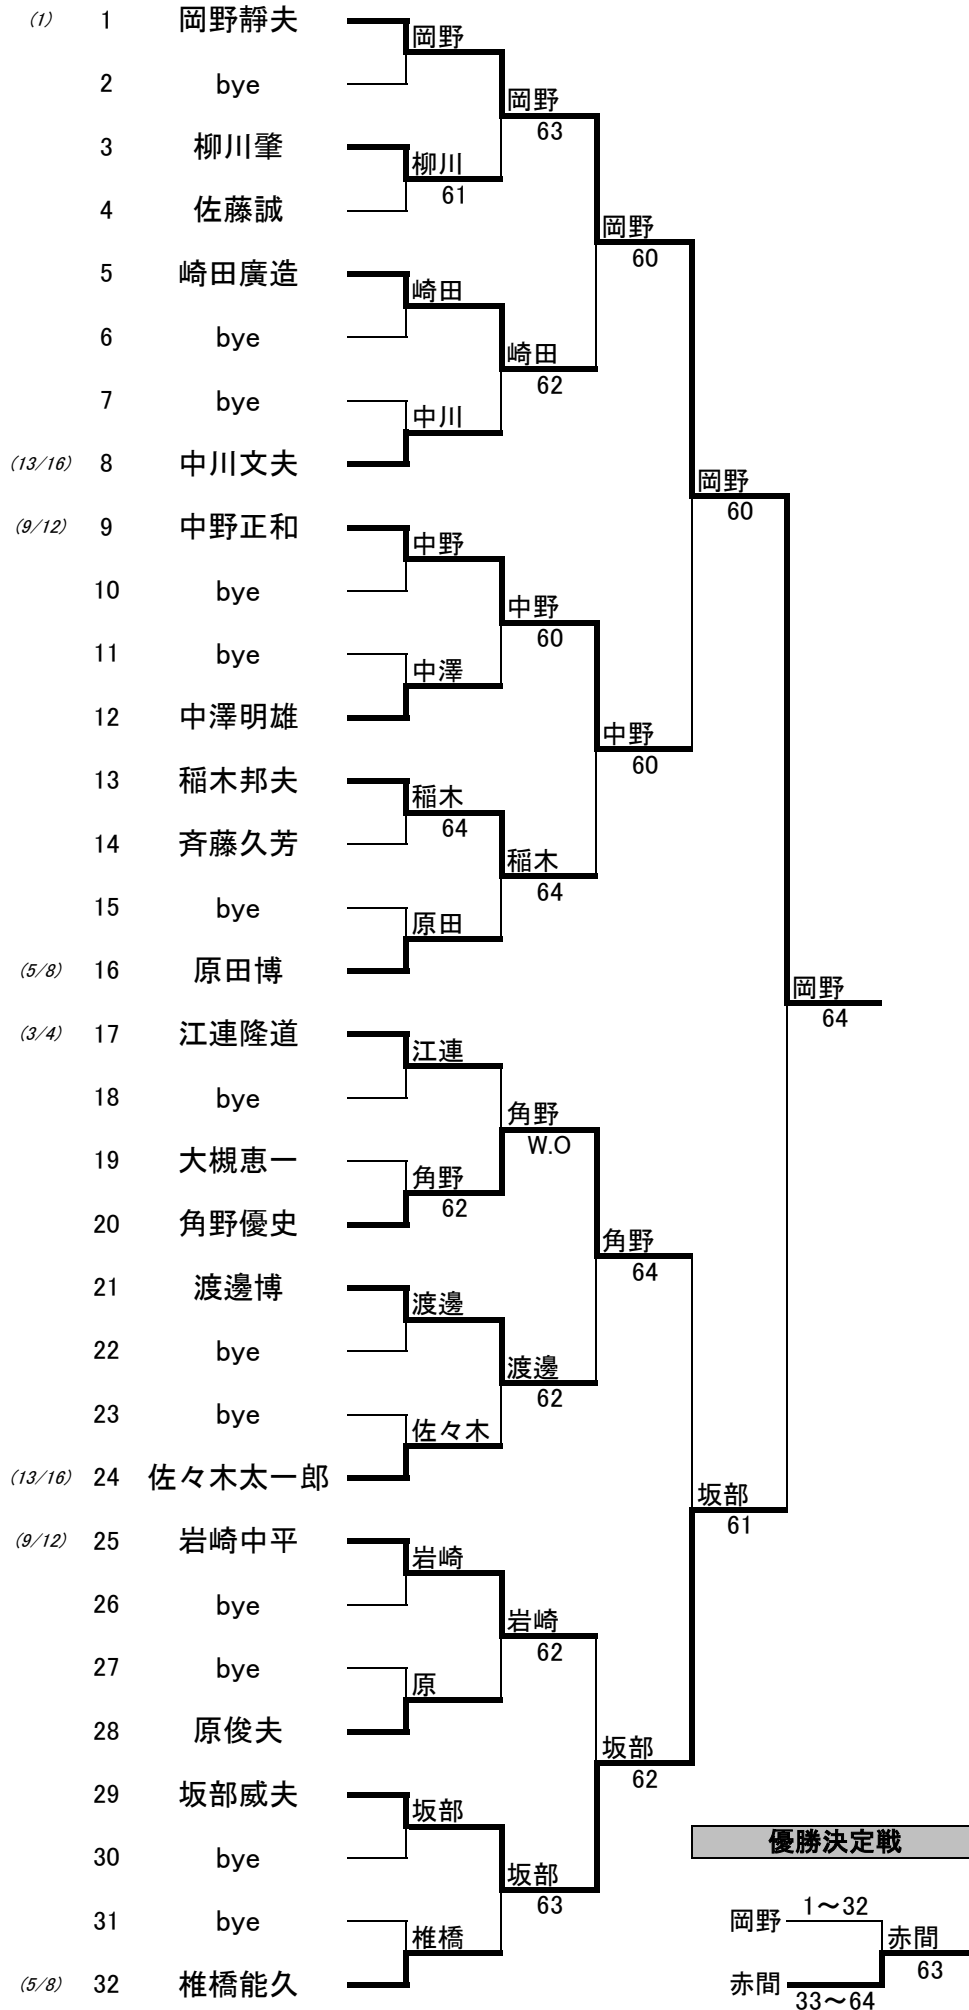 (1) 1 岡野靜夫
岡野
2 bye
岡野
63
3 柳川肇
柳川
61
4 佐藤誠
岡野
60
5 崎田廣造
崎田
6 bye
崎田
62
7 bye
中川
(13/16) 8 中川文夫
岡野
60
(9/12) 9 中野正和
中野
10 bye
中野
60
11 bye
中澤
12 中澤明雄
中野
60
13 稲木邦夫
稲木
64
14 斉藤久芳
稲木
64
15 bye
原田
(5/8) 16 原田博
岡野
64
(3/4) 17 江連隆道
江連
18 bye
角野
W.O
19 大槻恵一
角野
62
20 角野優史
角野
64
21 渡邊博
渡邊
22 bye
渡邊
62
23 bye
佐々木
(13/16) 24 佐々木太一郎
坂部
61
(9/12) 25 岩崎中平
岩崎
26 bye
岩崎
62
27 bye
原
28 原俊夫
坂部
62
29 坂部威夫
坂部
30 bye
坂部
63
31 bye
椎橋
(5/8) 32 椎橋能久
優勝決定戦
岡野 1～32
赤間
63
赤間 33～64